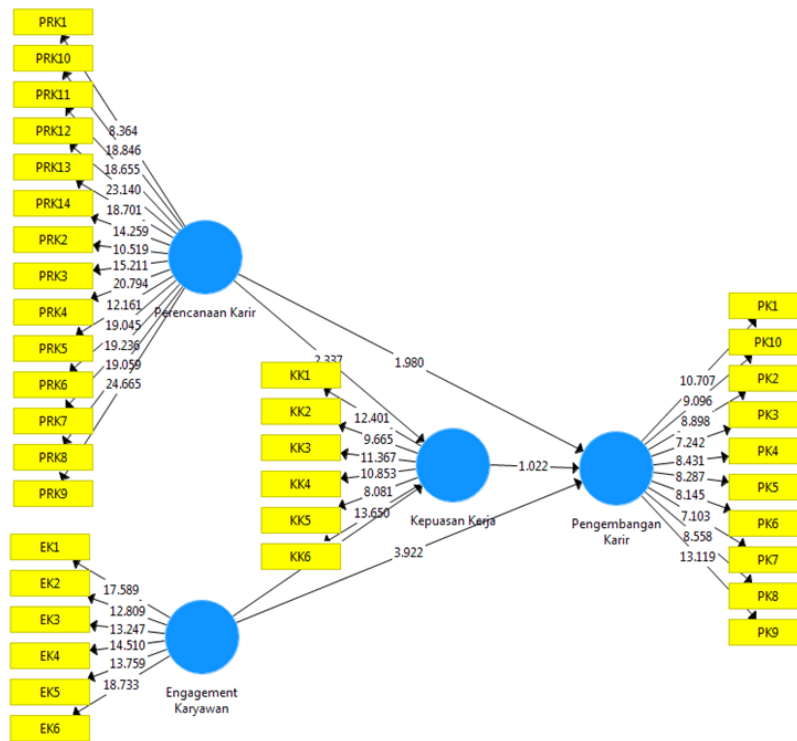 PRK1
PRK10
PRK11
PRK12
PRK13
PRK14
PRK2
PRK3
PRK4
PRK5
PRK6
PRK7
PRK8
PRK9
8.364
18.846
18.655
23.140
18.701
14.259
10.519
15.211
20.794
12.161
19.045
19.236
19.059
24.665
Perencanaan Karir
2.337
1.980
KK1
KK2
KK3
KK4
KK5
KK6
12.401
9.665
11.367
10.853
8.081
13.650
Kepuasan Kerja
1.022
3.922
EK1
EK2
EK3
EK4
EK5
EK6
17.589
12.809
13.247
14.510
13.759
18.733
Engagement
Karyawan
Pengembangan
Karir
10.707
9.096
8.898
7.242
8.431
8.287
8.145
7.103
8.558
13.119
PK1
PK10
PK2
PK3
PK4
PK5
PK6
PK7
PK8
PK9